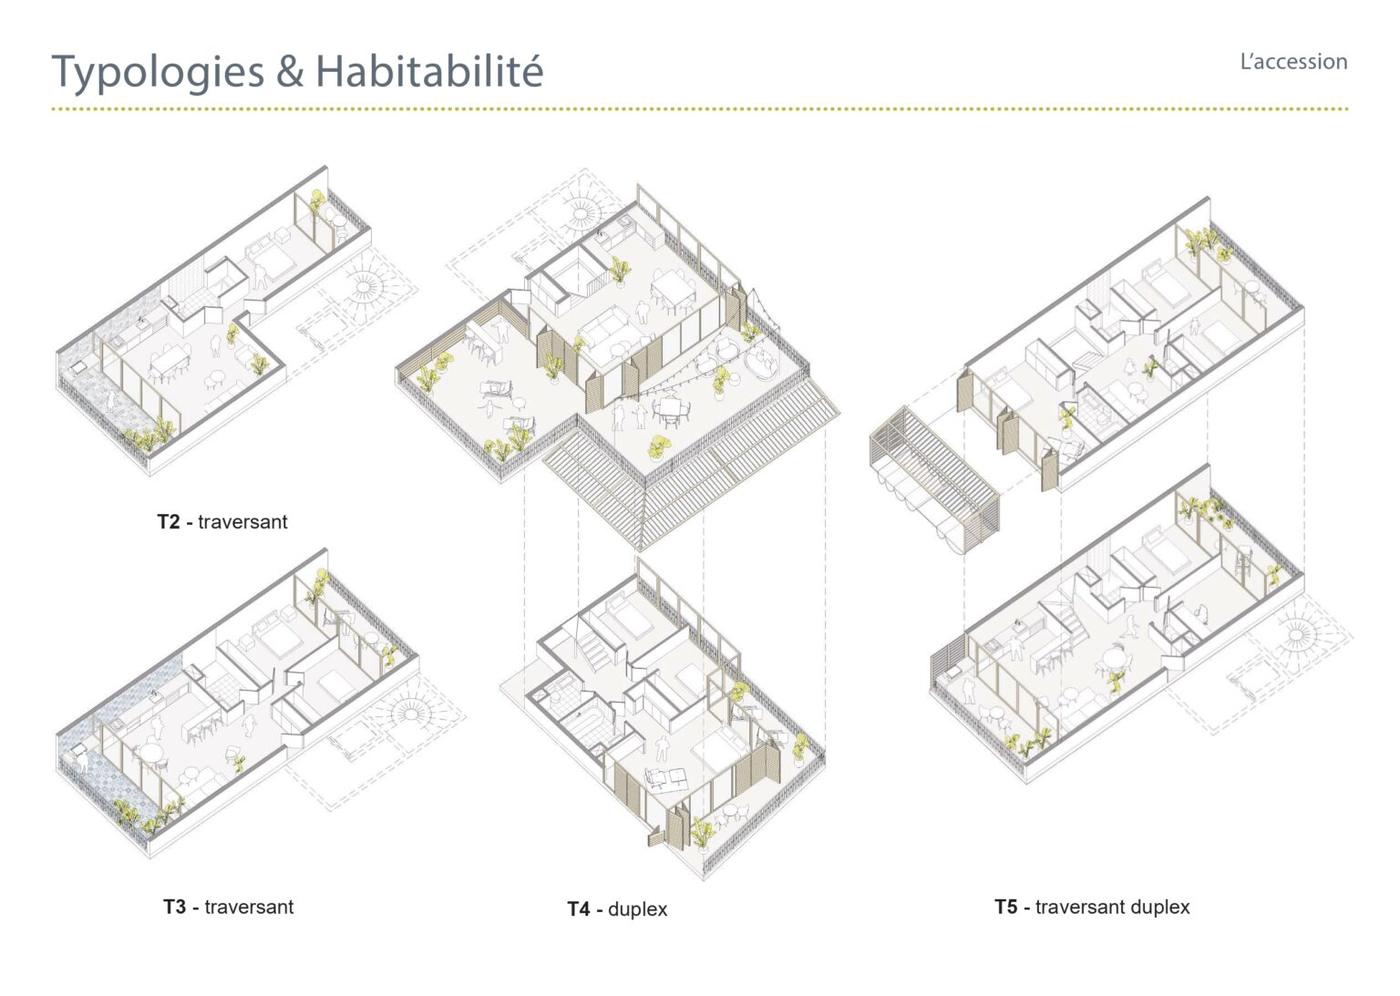 Typologies & Habitabilité
L’accession
T2 - traversant
T3 - traversant
T4 - duplex
T5 - traversant duplex